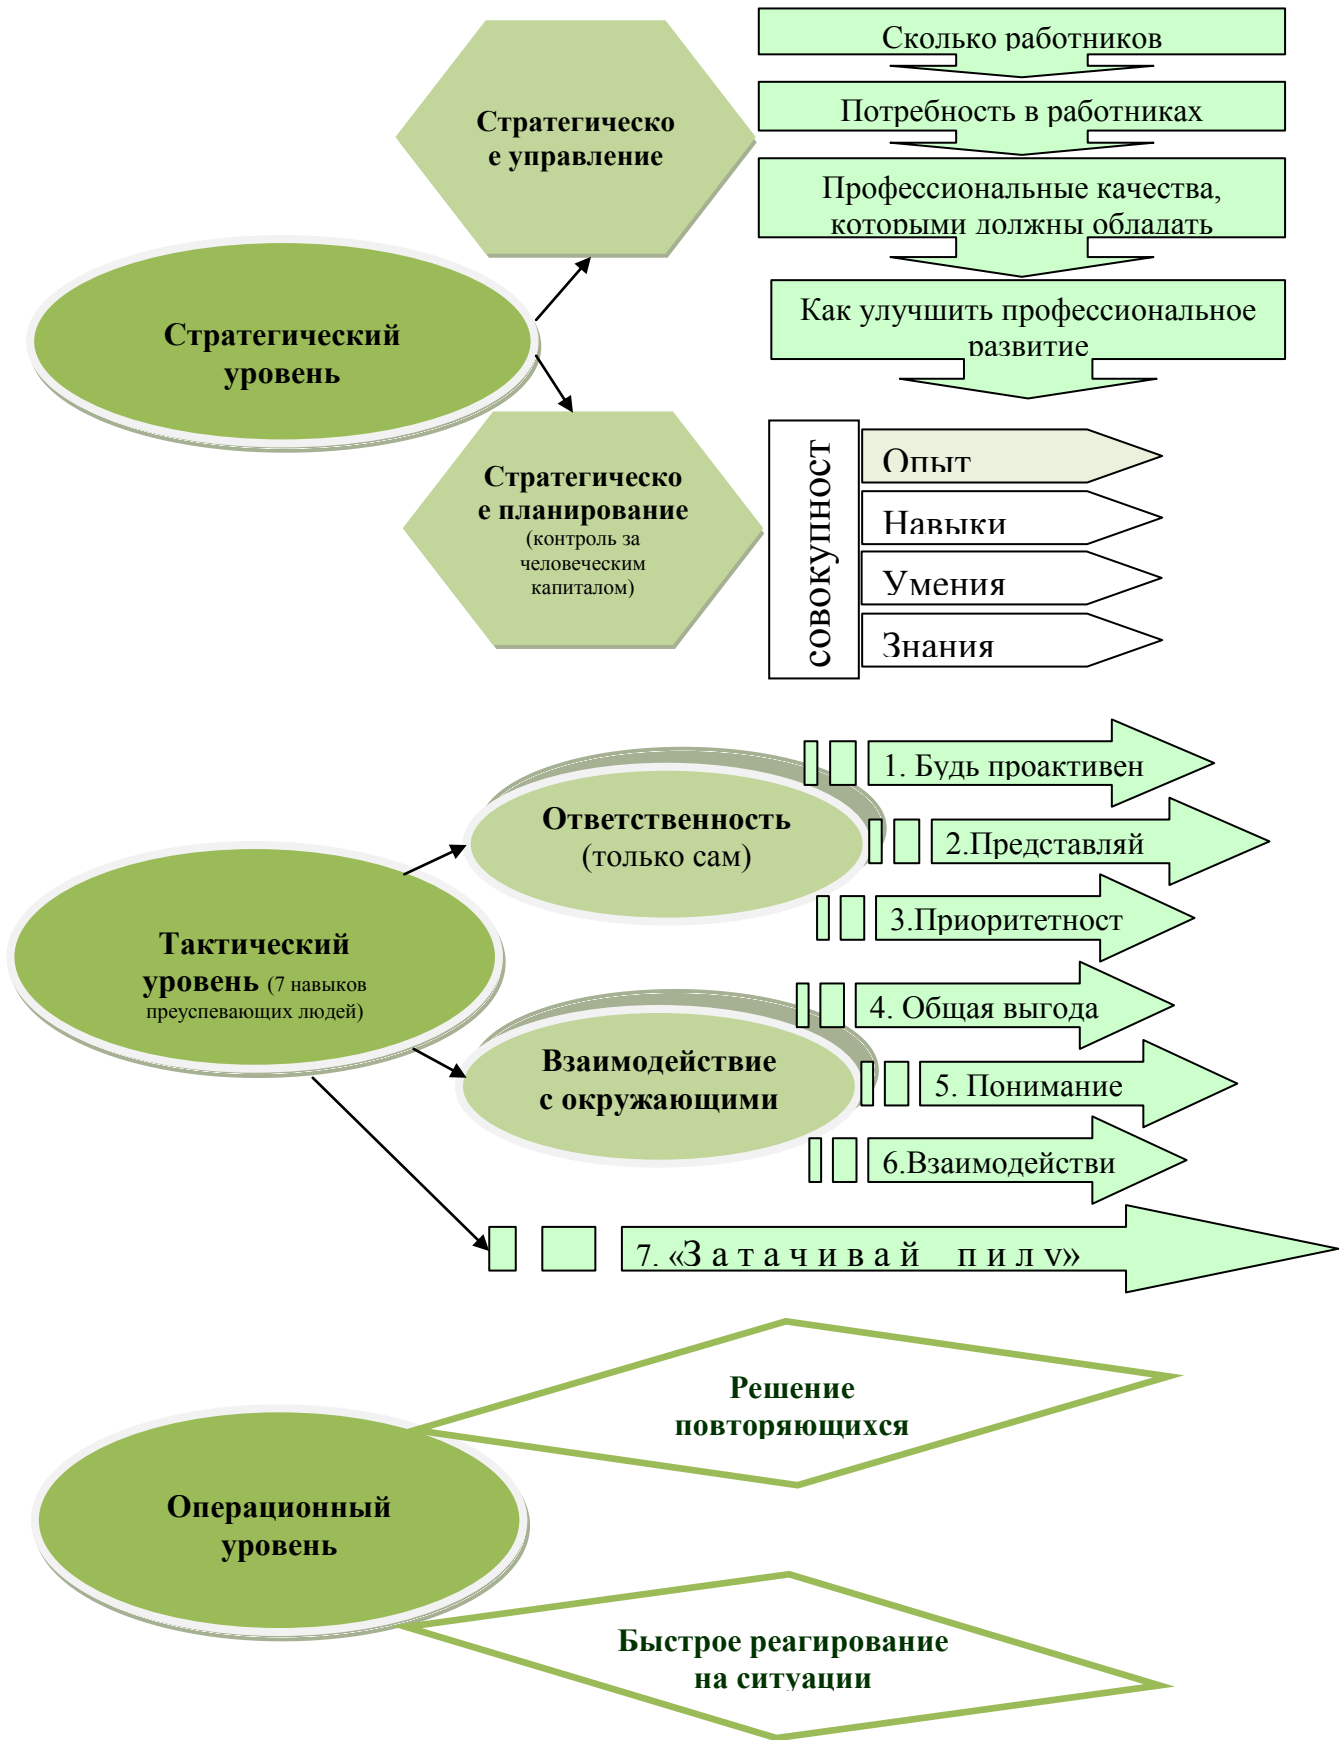 Стратегическо
е управление
Сколько работников
Потребность в работниках
Профессиональные качества,
которыми должны обладать
Как улучшить профессиональное
развитие
Стратегический
уровень
Стратегическо
е планирование
(контроль за
человеческим
капиталом)
совокупност
Опыт
Навыки
Умения
Знания
Тактический
уровень (7 навыков
преуспевающих людей)
Ответственность
(только сам)
1. Будь проактивен
2.Представляй
3.Приоритетност
Взаимодействие
с окружающими
4. Общая выгода
5. Понимание
6.Взаимодействи
7. «З а т а ч и в а й п и л у»
Операционный
уровень
Решение
повторяющихся
Быстрое реагирование
на ситуации